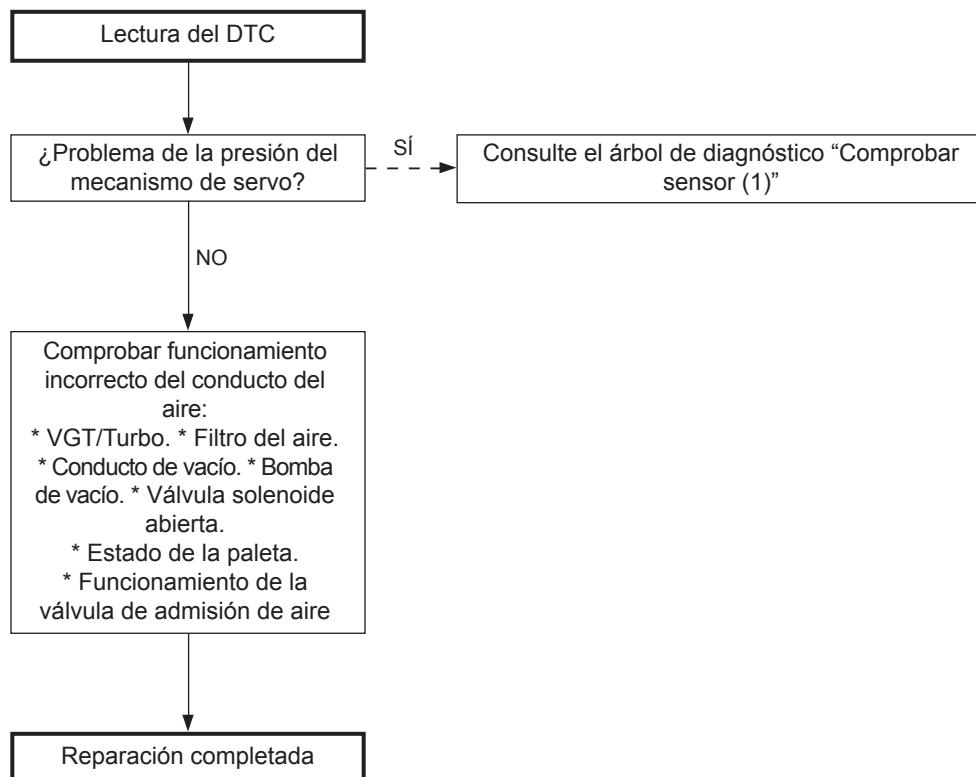 Lectura del DTC
¿Problema de la presión del
mecanismo de servo?
SÍ
Consulte el árbol de diagnóstico “Comprobar
sensor (1)”
NO
Comprobar funcionamiento
incorrecto del conducto del
aire:
* VGT/Turbo. * Filtro del aire.
* Conducto de vacío. * Bomba
de vacío. * Válvula solenoide
abierta.
* Estado de la paleta.
* Funcionamiento de la
válvula de admisión de aire
Reparación completada